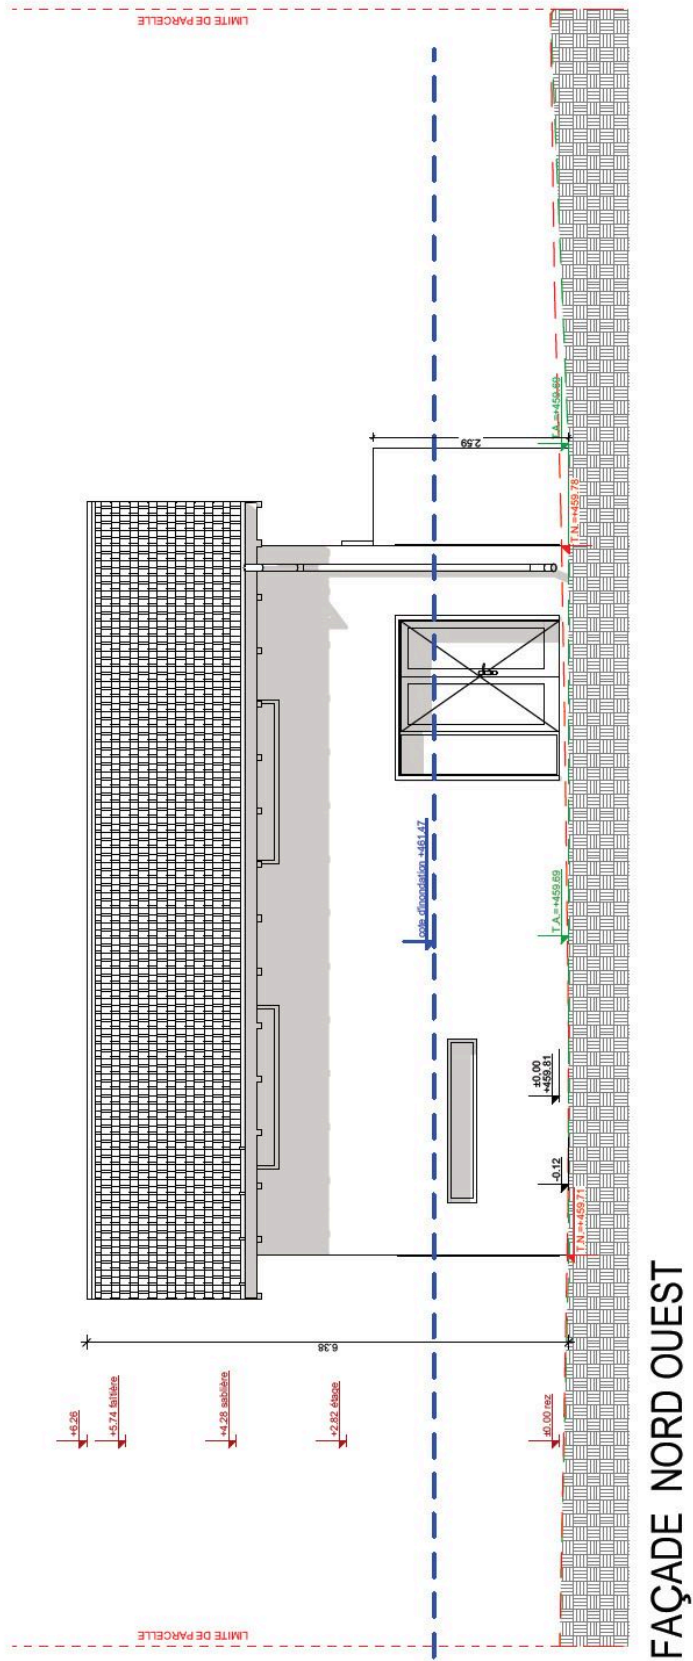 LIMITE DE PARCELLE
+6.26
+5.74 faîtière
+4.28 sablière
+2.82 étage
±0.00 rez
6.38
T.N.=+459.71
-0.12
±0.00
+459.81
cote d'inondation +461.47
T.A.=+459.69
T.N.=+459.78
2.59
T.A.=+459.69
LIMITE DE PARCELLE
FAÇADE NORD OUEST